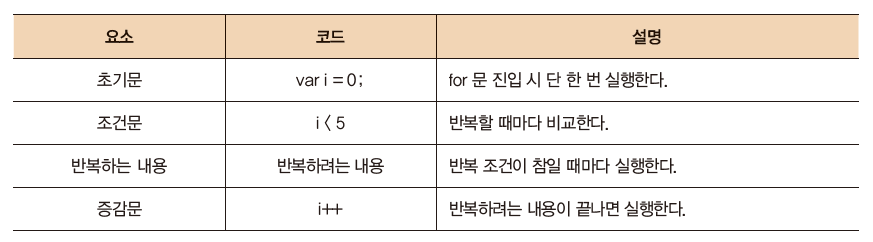 요소 코드 설명
초기문 var i = 0; for 문 진입 시 단 한 번 실행한다.
조건문 i < 5 반복할 때마다 비교한다.
반복하는 내용 반복하려는 내용 반복 조건이 참일 때마다 실행한다.
증감문 i++ 반복하려는 내용이 끝나면 실행한다.